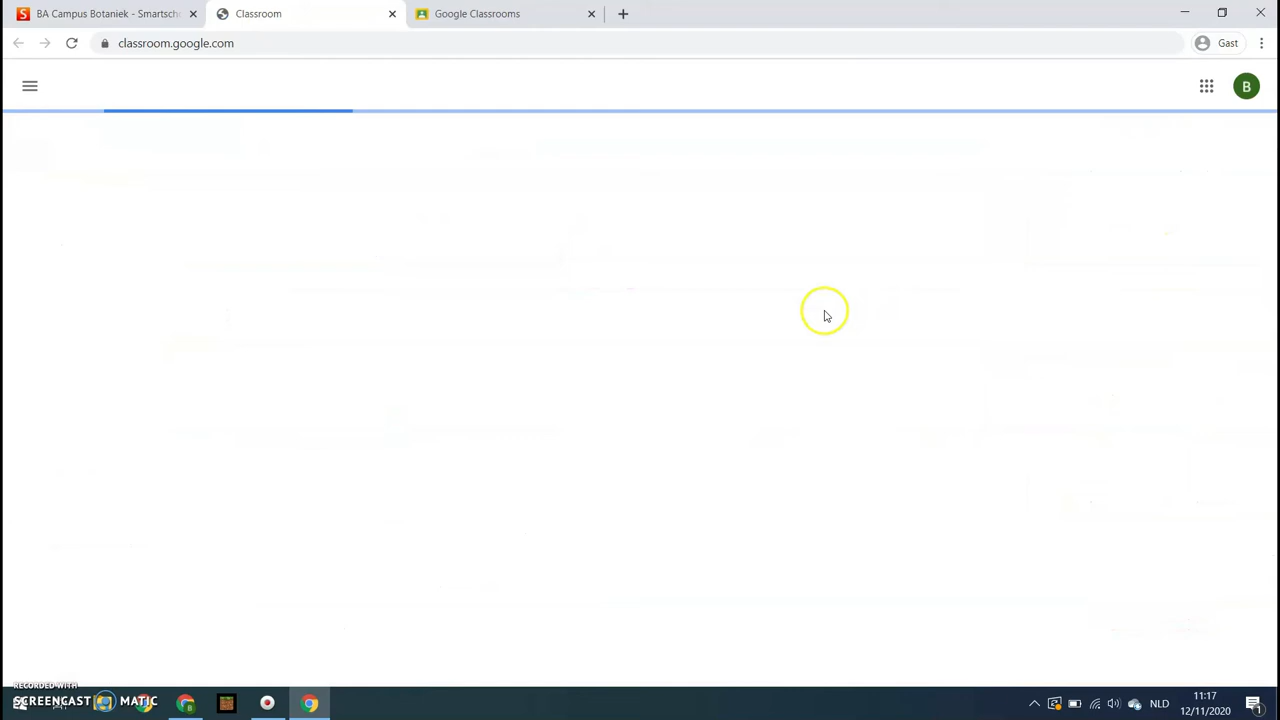 BA Campus Botaniek - Smartsch
Classroom
Google Classrooms
classroom.google.com
Gast
B
RECORDED WITH
SCREENCAST MATIC
NLD
11:17
12/11/2020
1